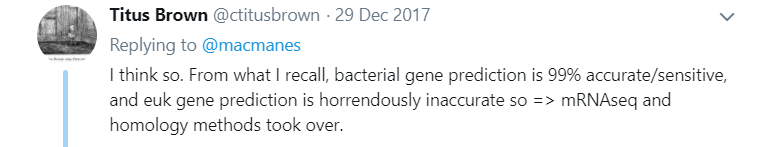 Titus Brown @ctitusbrown · 29 Dec 2017
Replying to @macmanes
I think so. From what I recall, bacterial gene prediction is 99% accurate/sensitive,
and euk gene prediction is horrendously inaccurate so => mRNAseq and
homology methods took over.